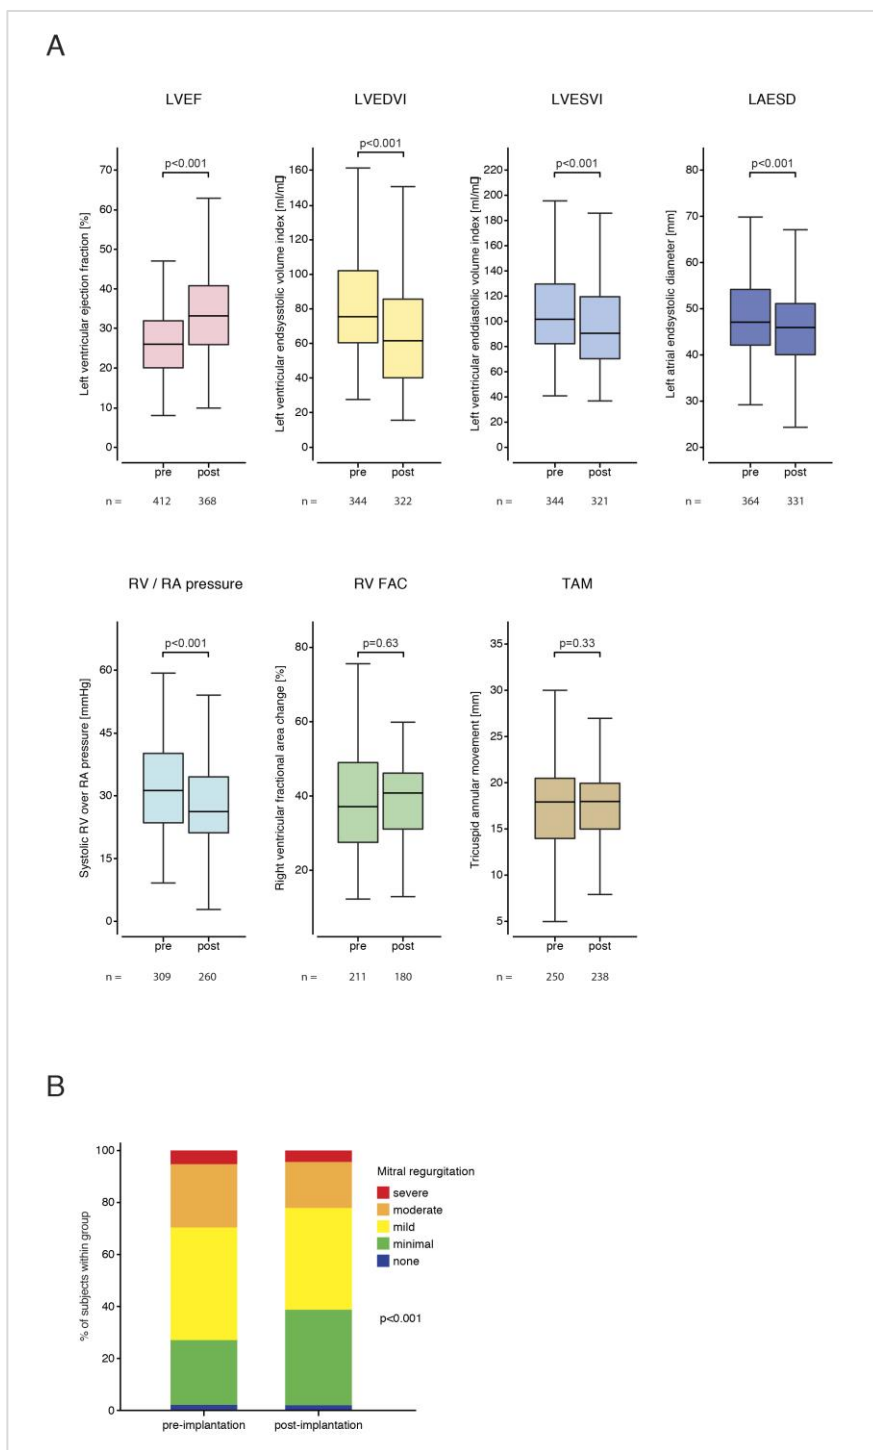 A
LVEF
LVEDVI
LVESVI
LAESD
Left ventricular ejection fraction [%]
70
60
50
40
30
20
10
0
p<0.001
pre
post
n =
412
368
Left ventricular endsysstolic volume index [ml/m□]
160
140
120
100
80
60
40
20
0
p<0.001
pre
post
344
322
Left ventricular enddiastolic volume index [ml/m□]
220
200
180
160
140
120
100
80
60
40
20
0
p<0.001
pre
post
344
321
Left atrial endsystolic diameter [mm]
80
70
60
50
40
30
20
p<0.001
pre
post
364
331
RV / RA pressure
RV FAC
TAM
Systolic RV over RA pressure [mmHg]
60
45
30
15
0
p<0.001
pre
post
n =
309
260
Right ventricular fractional area change [%]
80
60
40
20
p=0.63
pre
post
n =
211
180
Tricuspid annular movement [mm]
35
30
25
20
15
10
5
p=0.33
pre
post
n =
250
238
B
% of subjects within group
100
80
60
40
20
0
pre-implantation
post-implantation
Mitral regurgitation
severe
moderate
mild
minimal
none
p<0.001